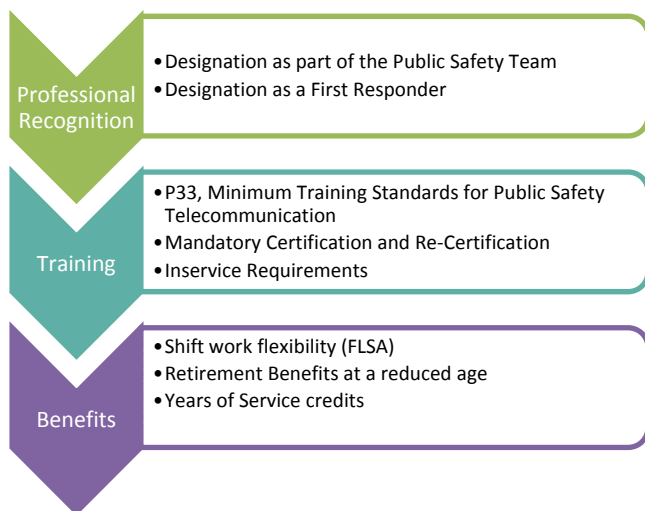 Professional
Recognition
•Designation as part of the Public Safety Team
•Designation as a First Responder
Training
•P33, Minimum Training Standards for Public Safety
Telecommunication
•Mandatory Certification and Re-Certification
•Inservice Requirements
Benefits
•Shift work flexibility (FLSA)
•Retirement Benefits at a reduced age
•Years of Service credits